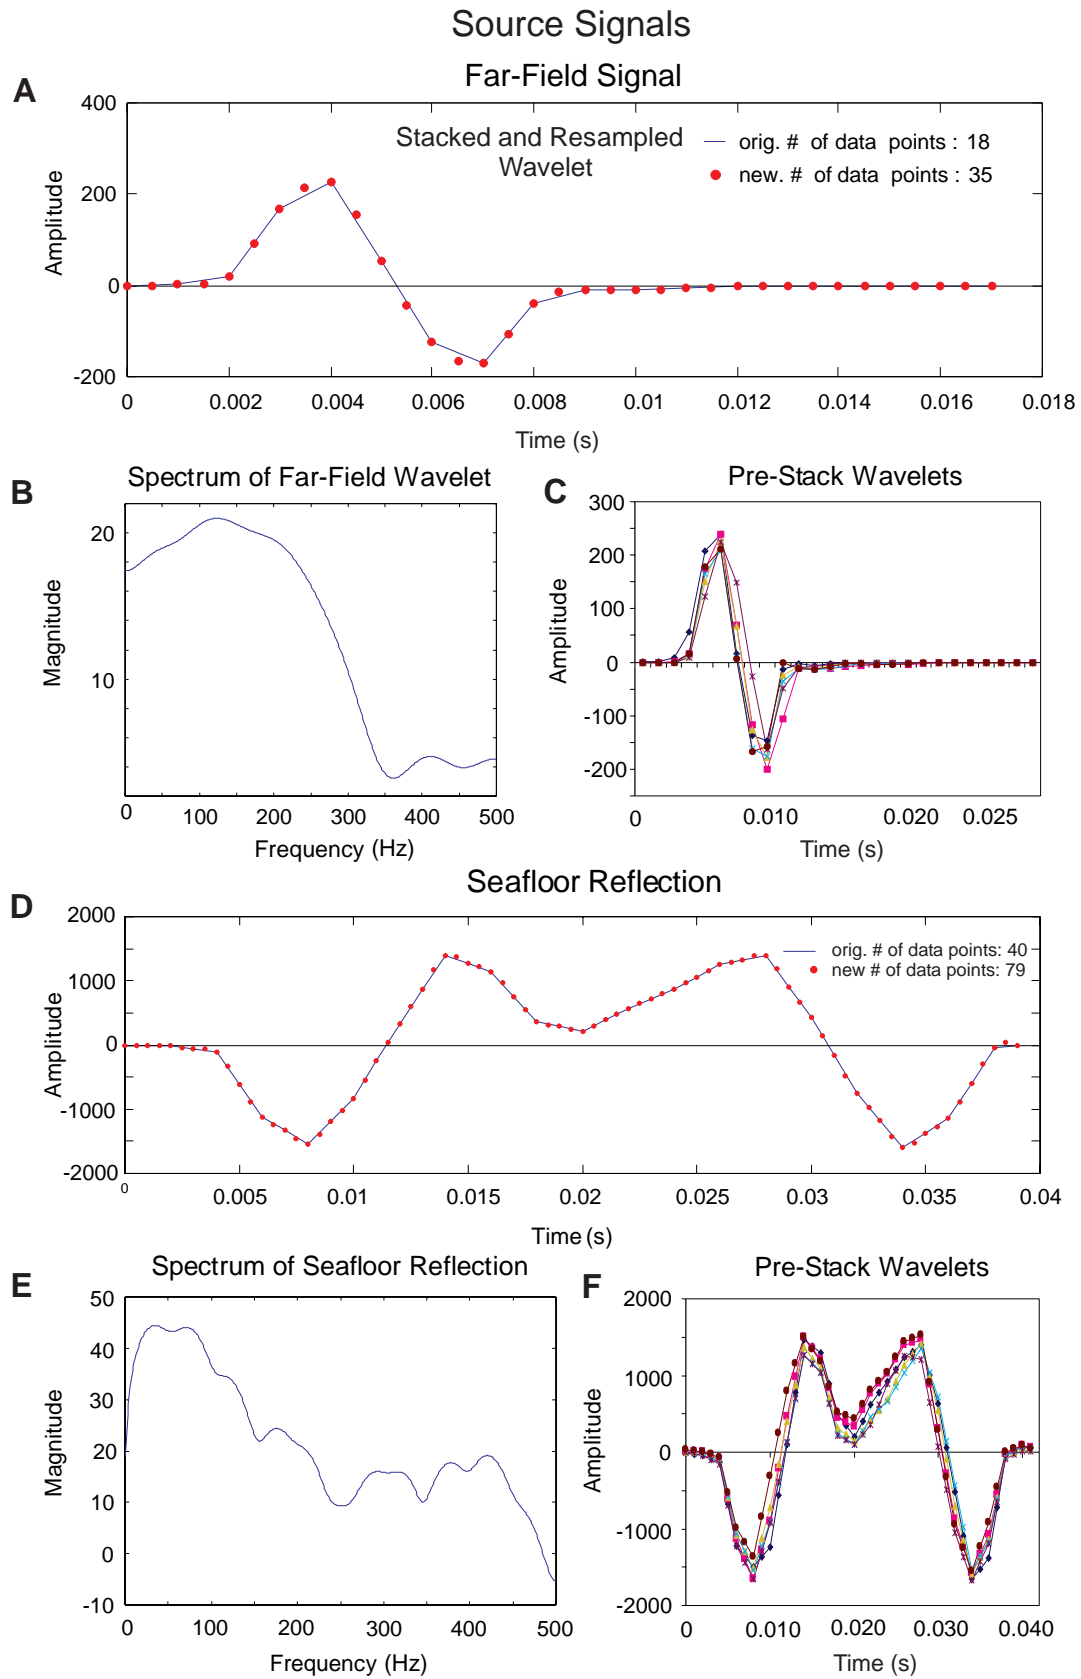 Source Signals
A
Far-Field Signal
400
200
0
-200
Amplitude
Stacked and Resampled
Wavelet
orig. # of data points : 18
new. # of data points : 35
0 0.002 0.004 0.006 0.008 0.01 0.012 0.014 0.016 0.018
Time (s)
B
Spectrum of Far-Field Wavelet
20
10
Magnitude
0 100 200 300 400 500
Frequency (Hz)
C
Pre-Stack Wavelets
300
200
100
0
-100
-200
Amplitude
0 0.010 0.020 0.025
Time (s)
D
Seafloor Reflection
2000
1000
0
-1000
-2000
Amplitude
orig. # of data points: 40
new # of data points: 79
0 0.005 0.01 0.015 0.02 0.025 0.03 0.035 0.04
Time (s)
E
Spectrum of Seafloor Reflection
50
40
30
20
10
0
-10
Magnitude
0 100 200 300 400 500
Frequency (Hz)
F
Pre-Stack Wavelets
2000
1000
0
-1000
-2000
Amplitude
0 0.010 0.020 0.030 0.040
Time (s)